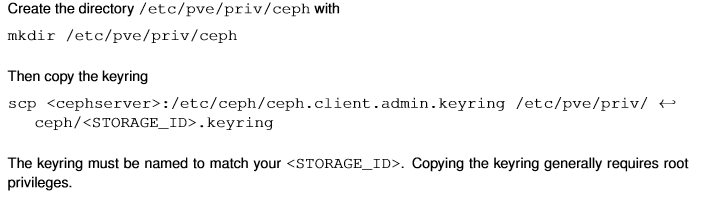 Create the directory /etc/pve/priv/ceph with
mkdir /etc/pve/priv/ceph
Then copy the keyring
scp <cephserver>:/etc/ceph/ceph.client.admin.keyring /etc/pve/priv/ ↩
ceph/<STORAGE_ID>.keyring
The keyring must be named to match your <STORAGE_ID>. Copying the keyring generally requires root
privileges.